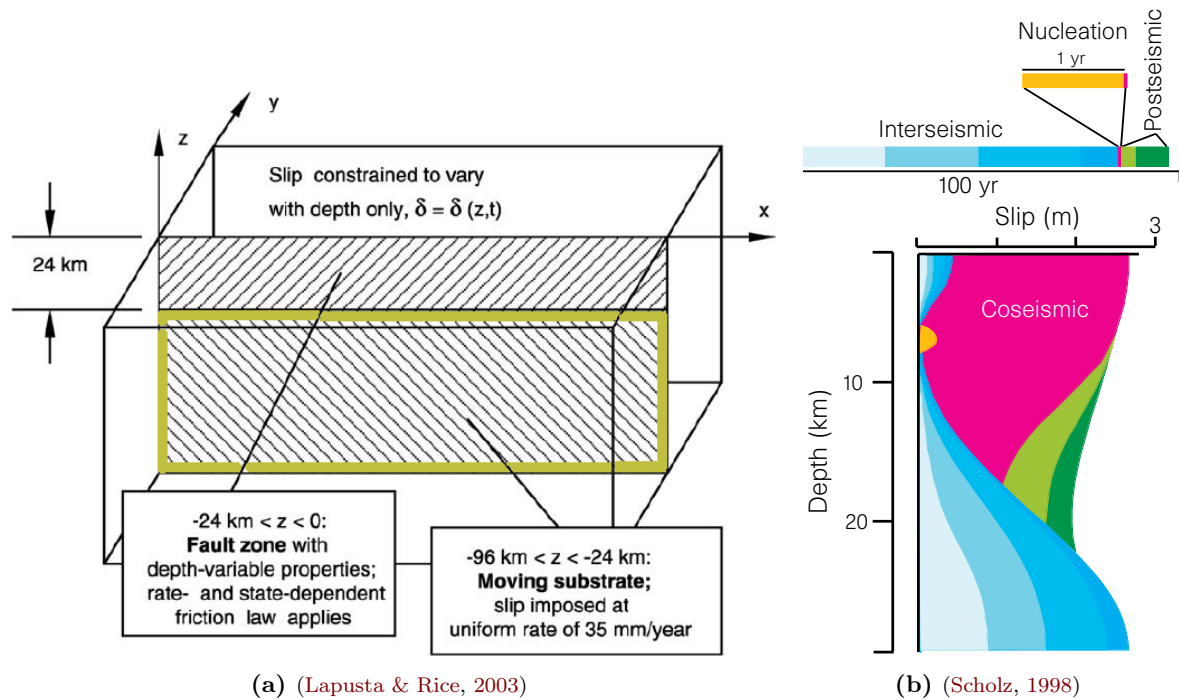 y
z
Slip constrained to vary
with depth only, δ = δ (z,t)
x
24 km
-24 km < z < 0:
Fault zone with
depth-variable properties;
rate- and state-dependent
friction law applies
-96 km < z < -24 km:
Moving substrate;
slip imposed at
uniform rate of 35 mm/year
(a) (Lapusta & Rice, 2003)
Nucleation
1 yr
Postseismic
Interseismic
100 yr
Slip (m)
3
Coseismic
10
Depth (km)
20
(b) (Scholz, 1998)